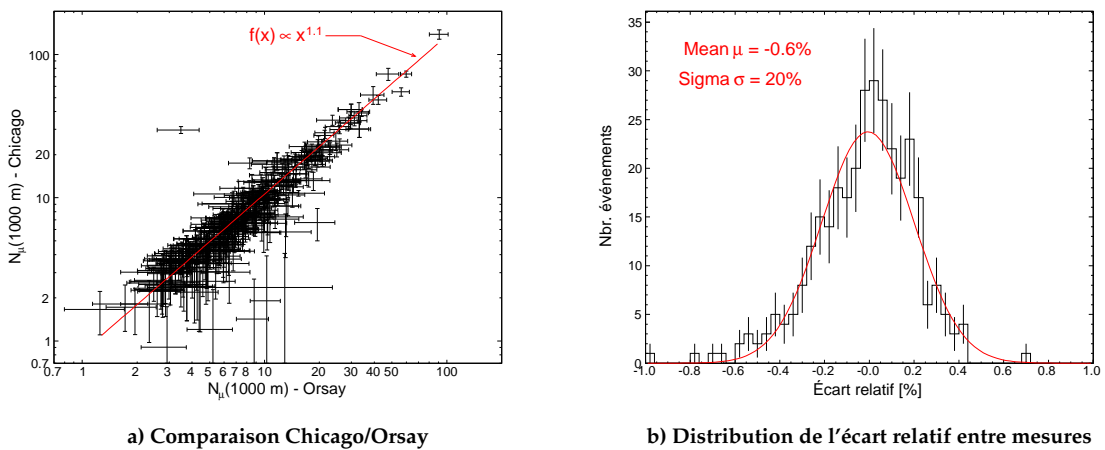 f(x) ∝ x^1.1
100
20
10
2
1
0.7
N_μ(1000 m) - Chicago
0.7 1 2 3 4 5 6 7 8 10 20 30 40 50 100
N_μ(1000 m) - Orsay
a) Comparaison Chicago/Orsay
Mean μ = -0.6%
Sigma σ = 20%
35
30
25
20
15
10
5
0
Nbr. événements
-1.0 -0.8 -0.6 -0.4 -0.2 -0.0 0.2 0.4 0.6 0.8 1.0
Écart relatif [%]
b) Distribution de l'écart relatif entre mesures